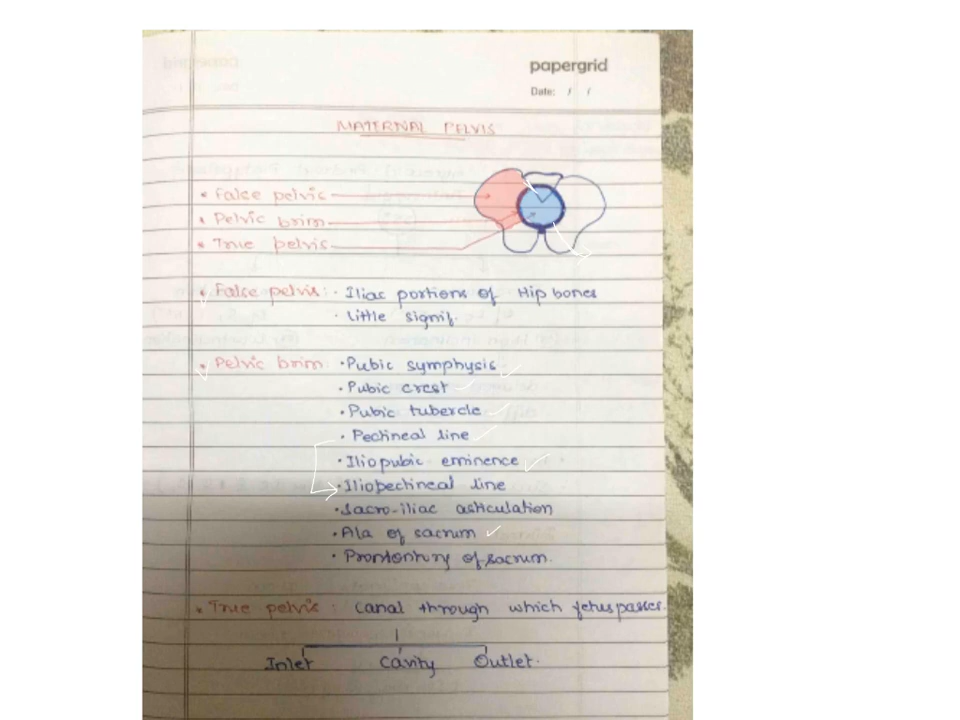 papergrid
Date: / /
MATERNAL PELVIS
• False pelvic
• Pelvic brim
• True pelvis
• False pelvis: · Iliac portions of Hip bones
· Little signif.
• Pelvic brim: · Pubic symphysis
· Pubic crest
· Pubic tubercle
· Pectineal line
· Iliopubic eminence
· Iliopectineal line
· Sacro-iliac articulation
· Ala of sacrum
· Promontory of sacrum.
• True pelvis: Canal through which fetus passes.
Inlet Cavity Outlet.